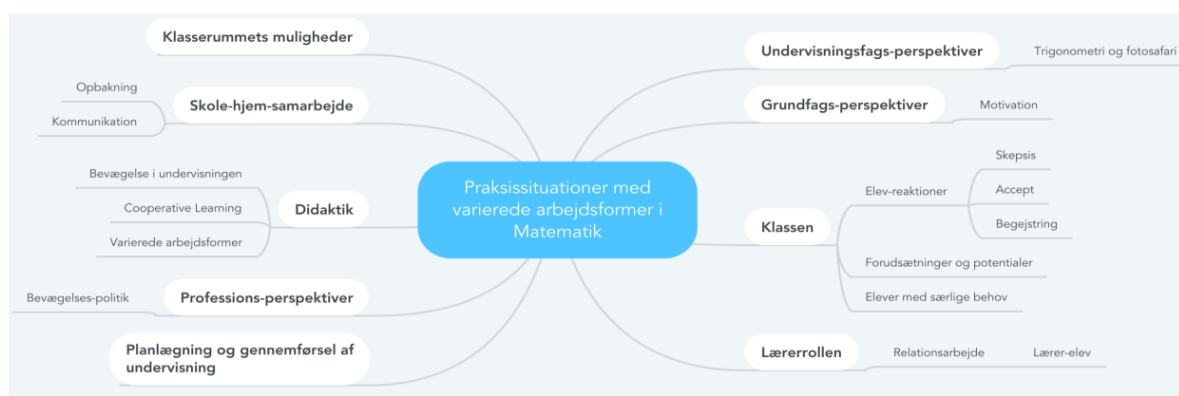 Klasserummets muligheder
Opbakning
Kommunikation
Skole-hjem-samarbejde
Bevægelse i undervisningen
Cooperative Learning
Varierede arbejdsformer
Didaktik
Bevægelses-politik
Professions-perspektiver
Planlægning og gennemførsel af
undervisning
Praksissituationer med
varierede arbejdsformer i
Matematik
Undervisningsfags-perspektiver
Trigonometri og fotosafari
Grundfags-perspektiver
Motivation
Klassen
Elev-reaktioner
Skepsis
Accept
Begejstring
Forudsætninger og potentialer
Elever med særlige behov
Lærerrollen
Relationsarbejde
Lærer-elev